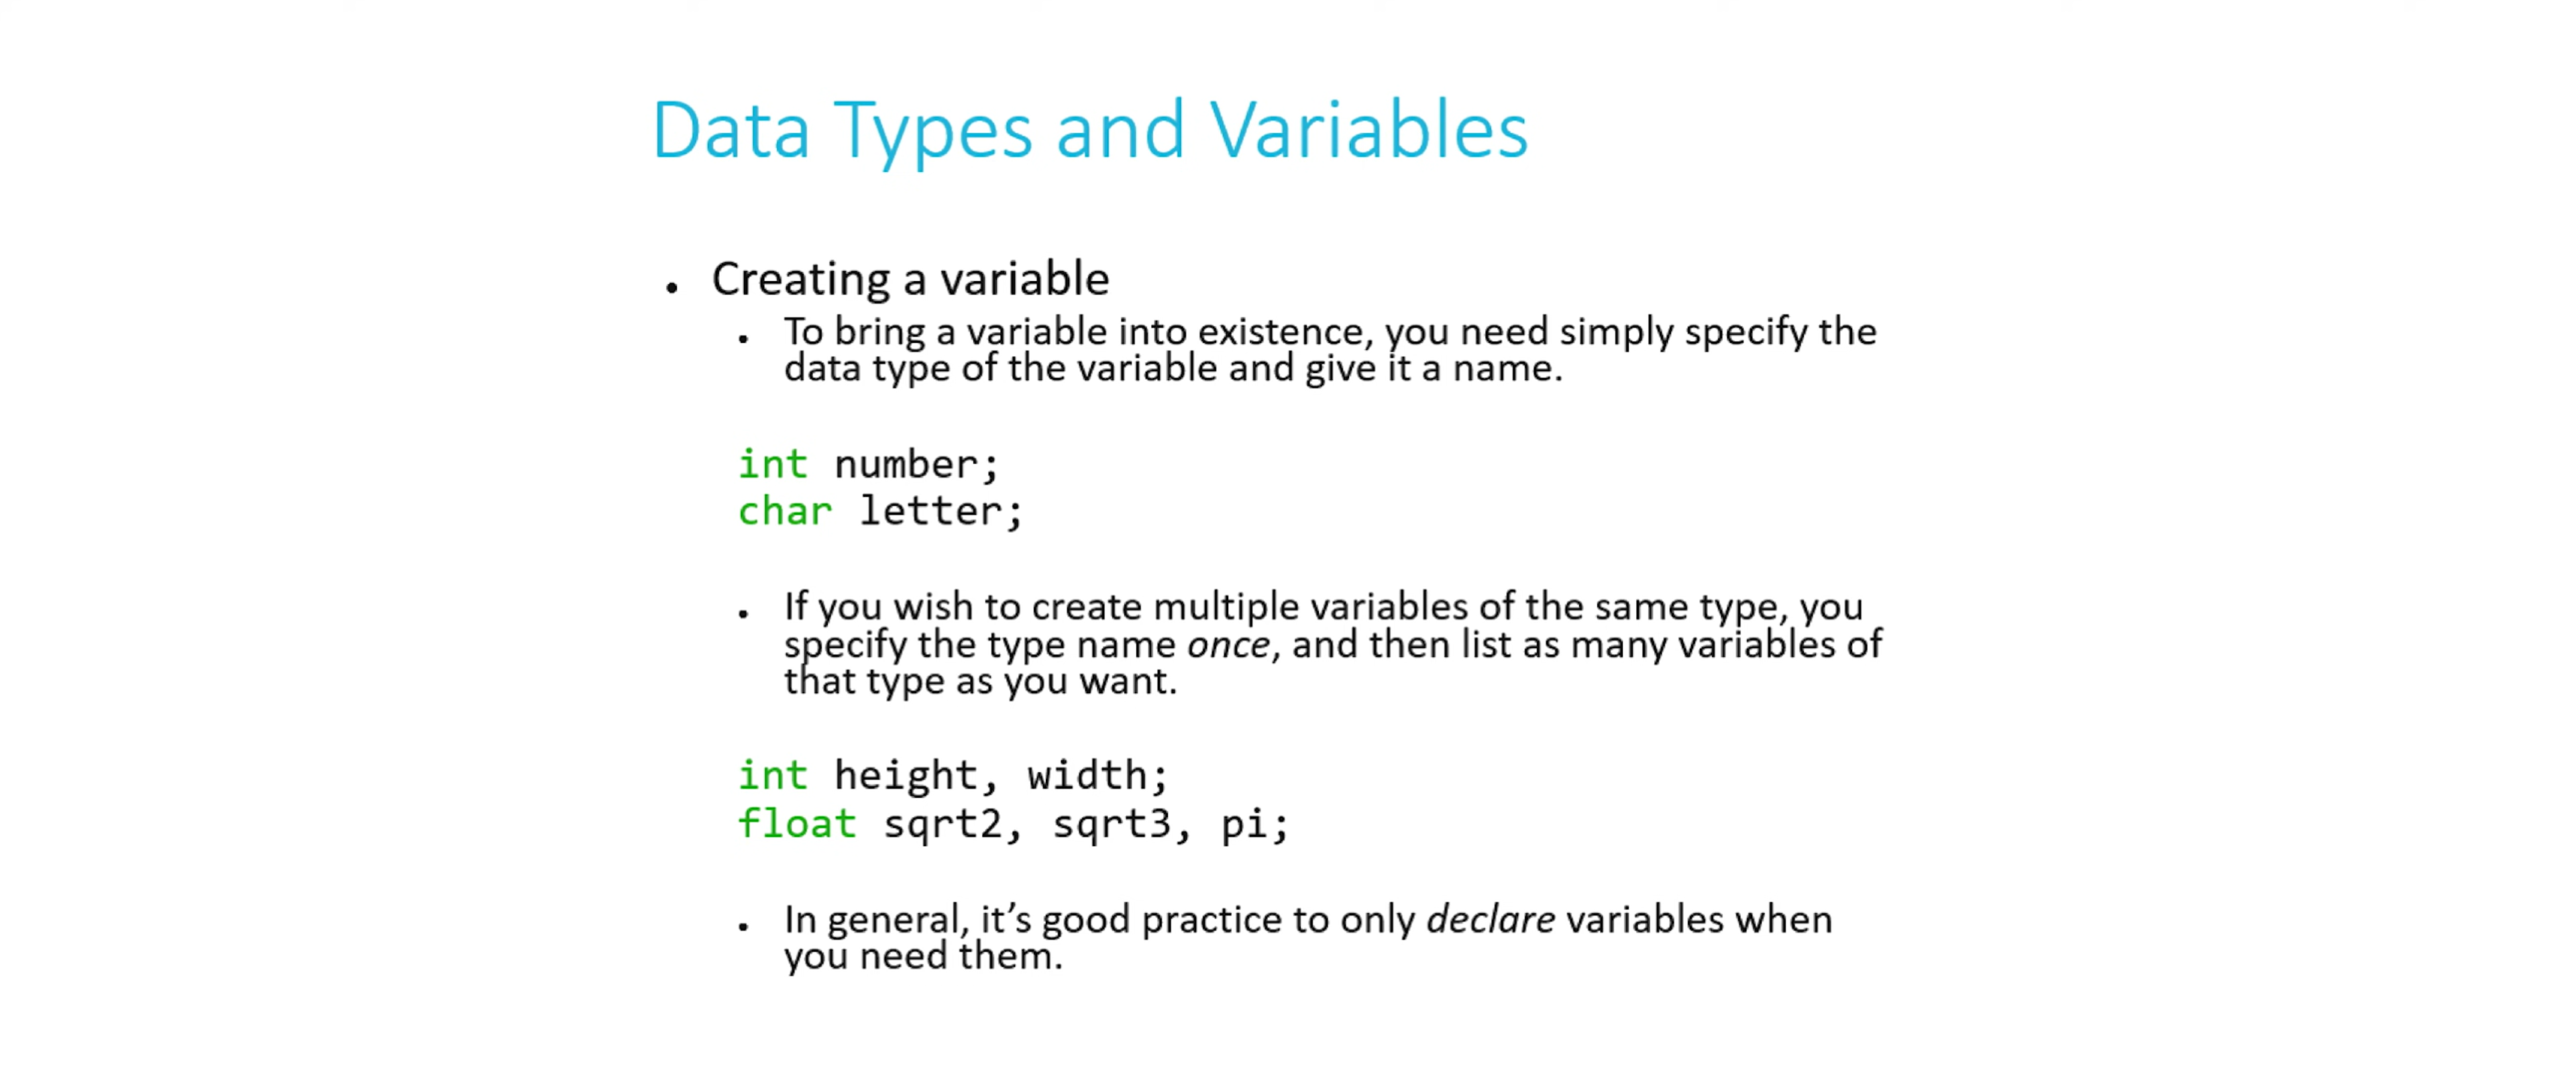 Data Types and Variables
• Creating a variable
• To bring a variable into existence, you need simply specify the
data type of the variable and give it a name.
int number;
char letter;
• If you wish to create multiple variables of the same type, you
specify the type name once, and then list as many variables of
that type as you want.
int height, width;
float sqrt2, sqrt3, pi;
• In general, it’s good practice to only declare variables when
you need them.